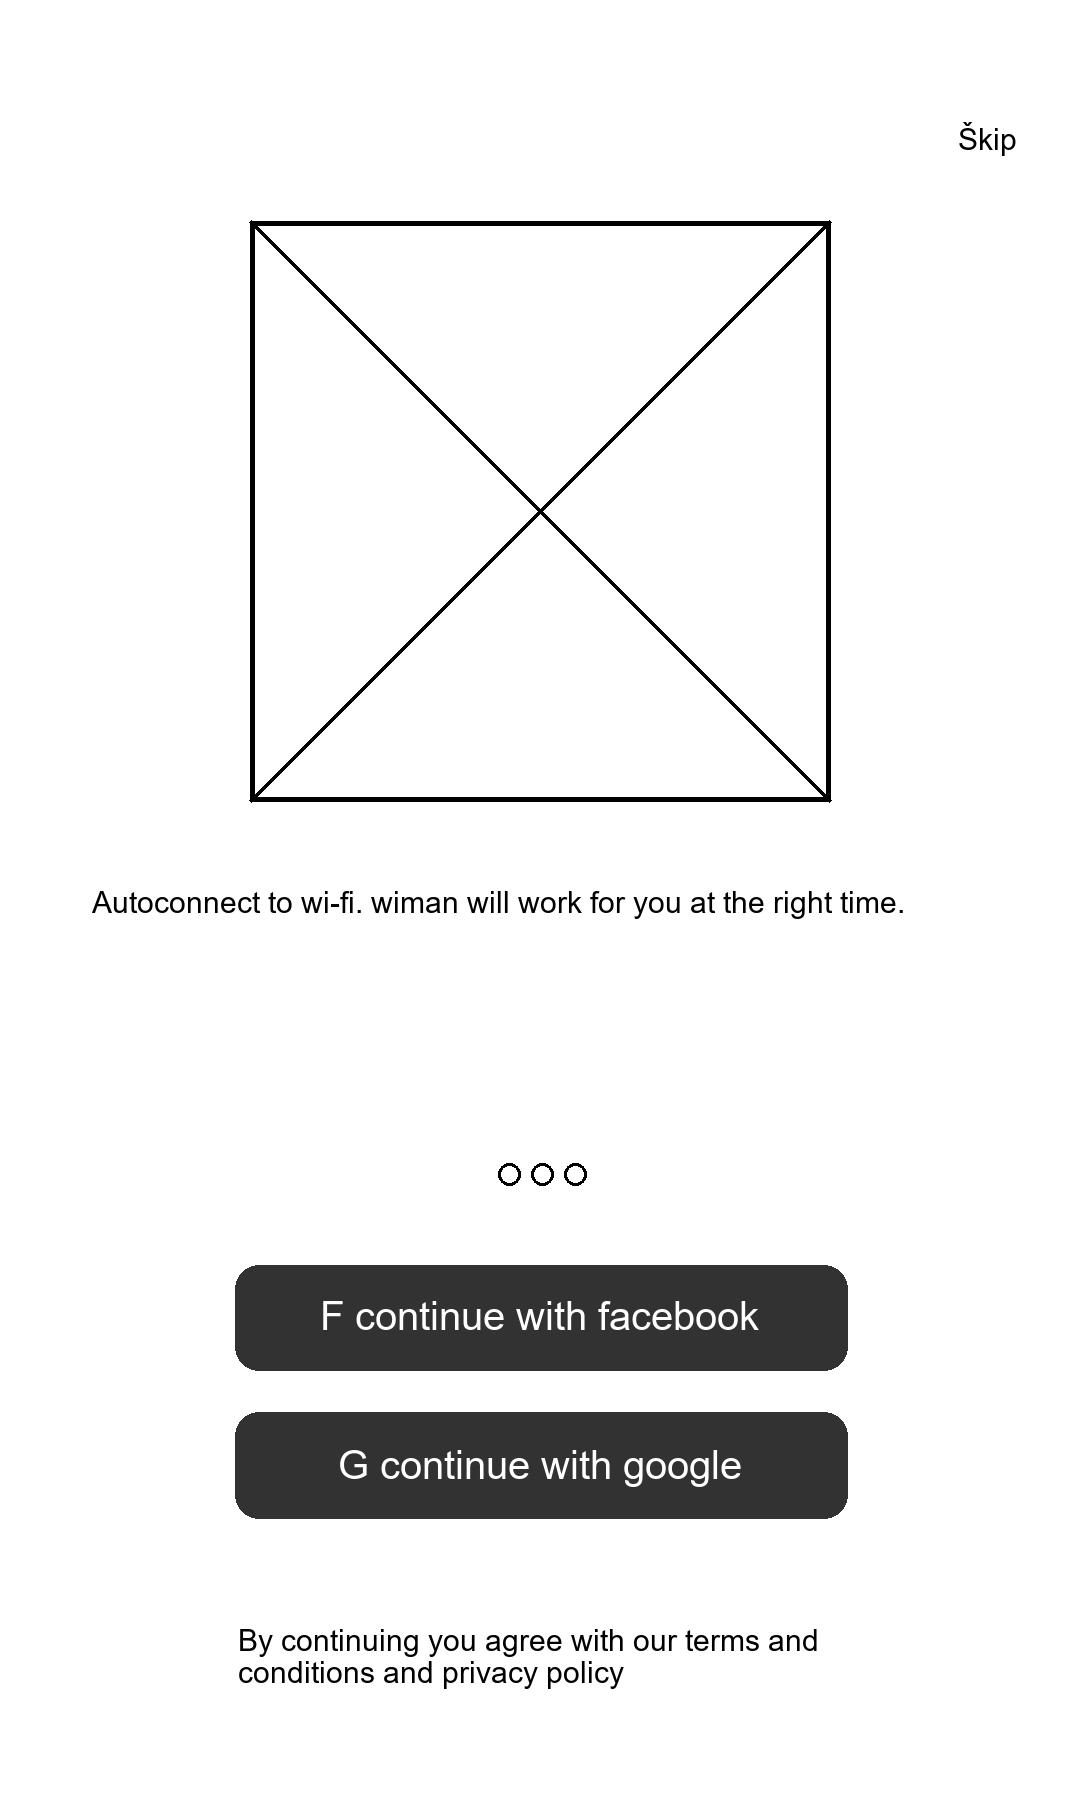 Škip
Autoconnect to wi-fi. wiman will work for you at the right time.
F continue with facebook
G continue with google
By continuing you agree with our terms and
conditions and privacy policy